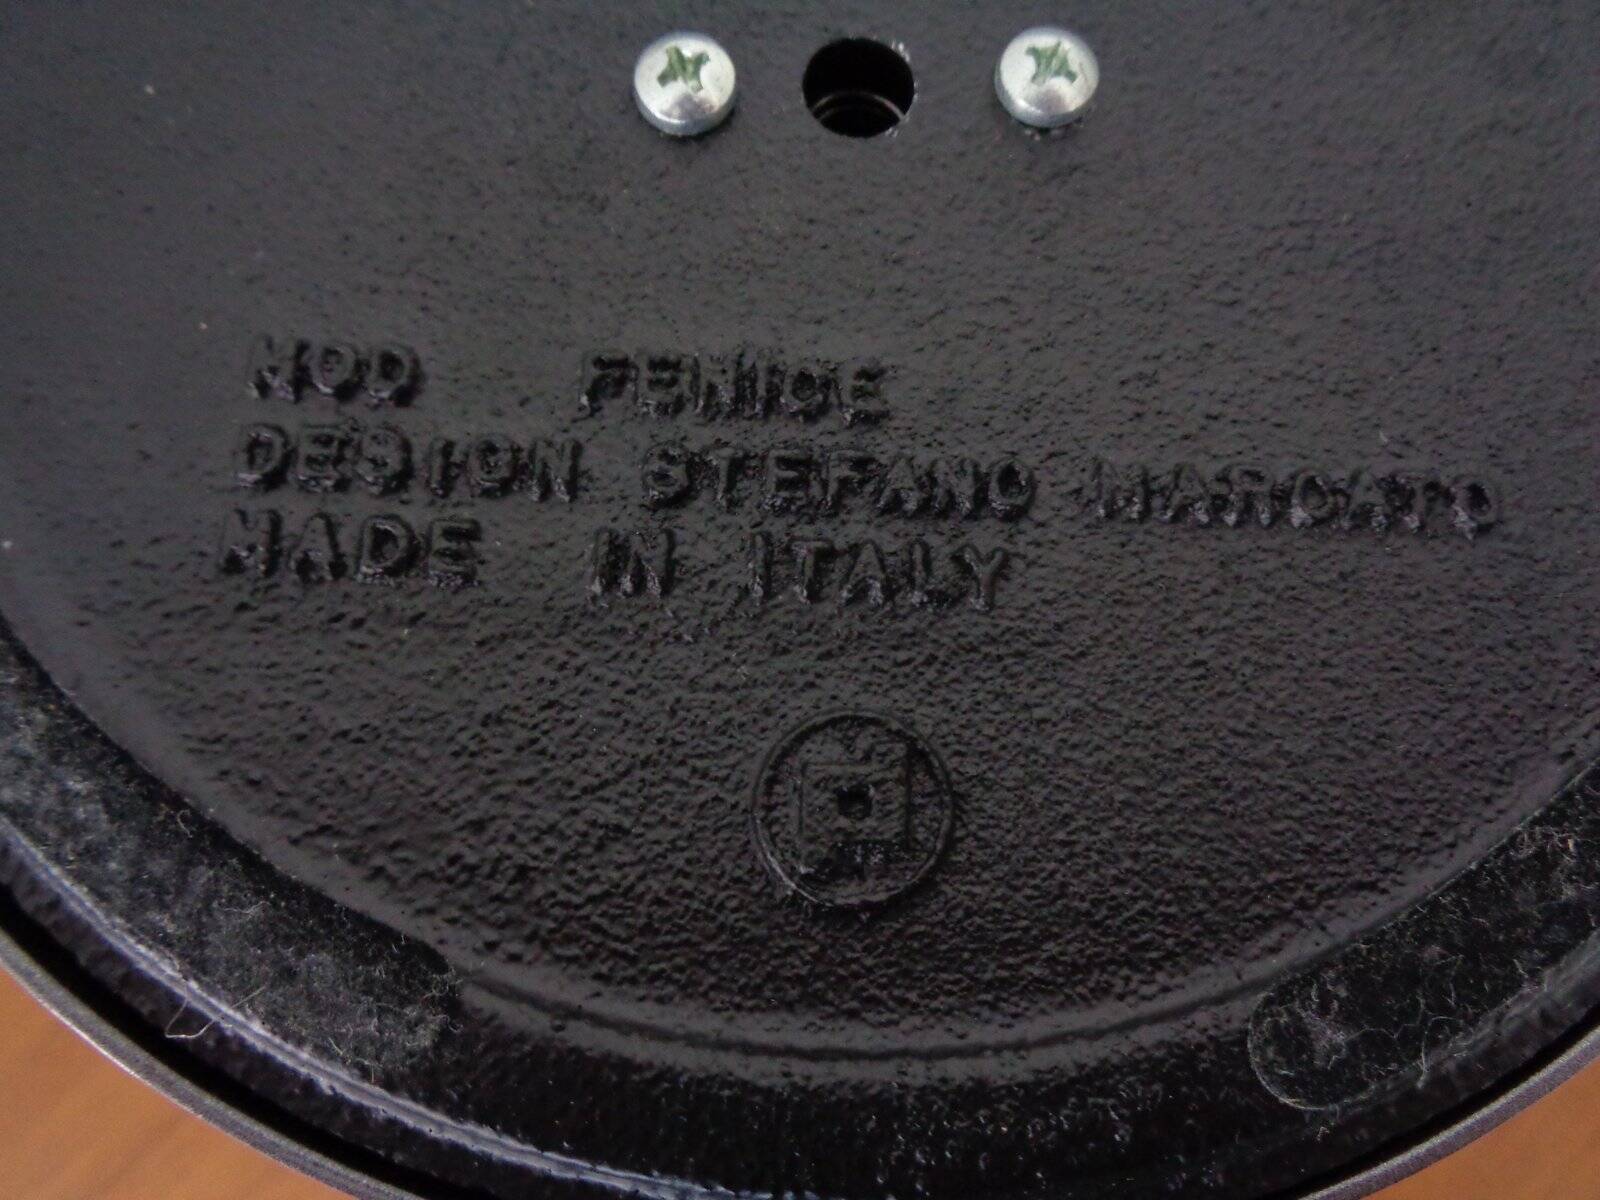 MOD FENICE
DESIGN STEFANO MARCATO
MADE IN ITALY